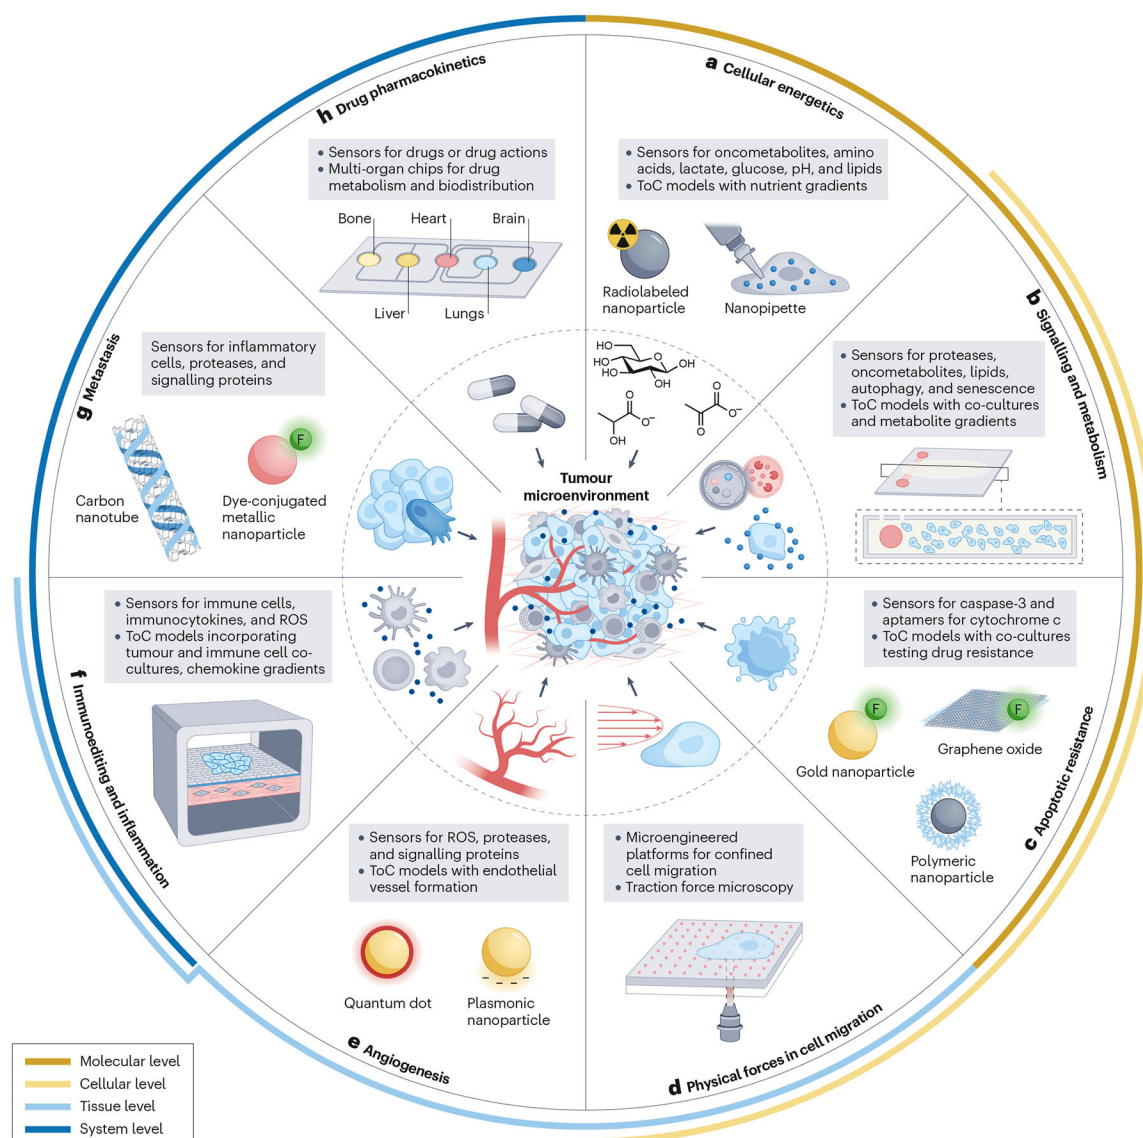 h Drug pharmacokinetics
• Sensors for drugs or drug actions
• Multi-organ chips for drug
metabolism and biodistribution
Bone
Heart
Brain
Liver
Lungs
a Cellular energetics
• Sensors for oncometabolites, amino
acids, lactate, glucose, pH, and lipids
• ToC models with nutrient gradients
Radiolabeled
nanoparticle
Nanopipette
b Signalling and metabolism
• Sensors for proteases,
oncometabolites, lipids,
autophagy, and senescence
• ToC models with co-cultures
and metabolite gradients
g Metastasis
Sensors for inflammatory
cells, proteases, and
signalling proteins
Carbon
nanotube
F
Dye-conjugated
metallic
nanoparticle
HO
HO
HO
O
OH
OH
O
O⁻
OH
O
O⁻
O
Tumour
microenvironment
f Immunoediting and inflammation
• Sensors for immune cells,
immunocytokines, and ROS
• ToC models incorporating
tumour and immune cell co-
cultures, chemokine gradients
c Apoptotic resistance
• Sensors for caspase-3 and
aptamers for cytochrome c
• ToC models with co-cultures
testing drug resistance
F
Gold nanoparticle
F
Graphene oxide
Polymeric
nanoparticle
e Angiogenesis
• Sensors for ROS, proteases,
and signalling proteins
• ToC models with endothelial
vessel formation
Quantum dot
Plasmonic
nanoparticle
d Physical forces in cell migration
• Microengineered
platforms for confined
cell migration
• Traction force microscopy
Molecular level
Cellular level
Tissue level
System level